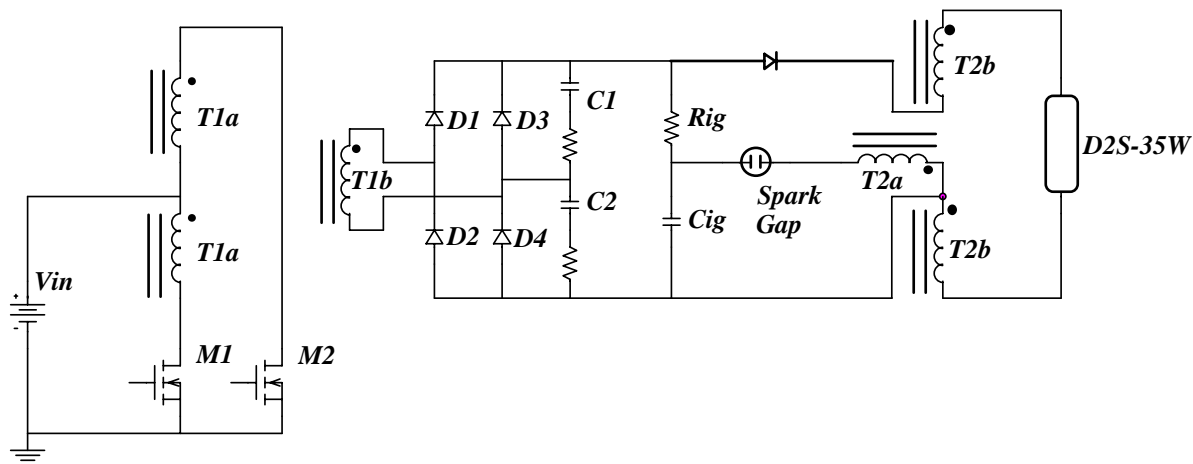 T1a
T1a
Vin
+
-
M1
M2
T1b
D1
D3
D2
D4
C1
C2
Rig
Cig
Spark
Gap
T2a
T2b
T2b
D2S-35W